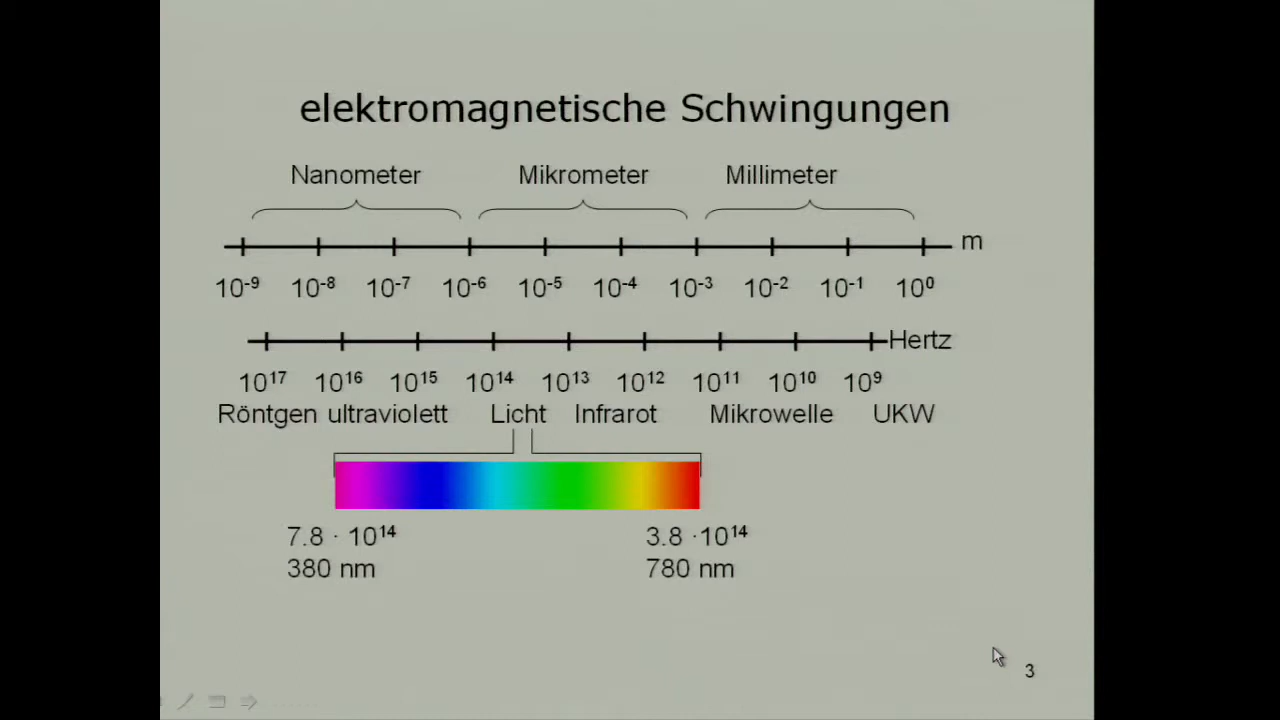 elektromagnetische Schwingungen
Nanometer Mikrometer Millimeter
m
10⁻⁹ 10⁻⁸ 10⁻⁷ 10⁻⁶ 10⁻⁵ 10⁻⁴ 10⁻³ 10⁻² 10⁻¹ 10⁰
Hertz
10¹⁷ 10¹⁶ 10¹⁵ 10¹⁴ 10¹³ 10¹² 10¹¹ 10¹⁰ 10⁹
Röntgen ultraviolett Licht Infrarot Mikrowelle UKW
7.8 · 10¹⁴ 3.8 ·10¹⁴
380 nm 780 nm
3